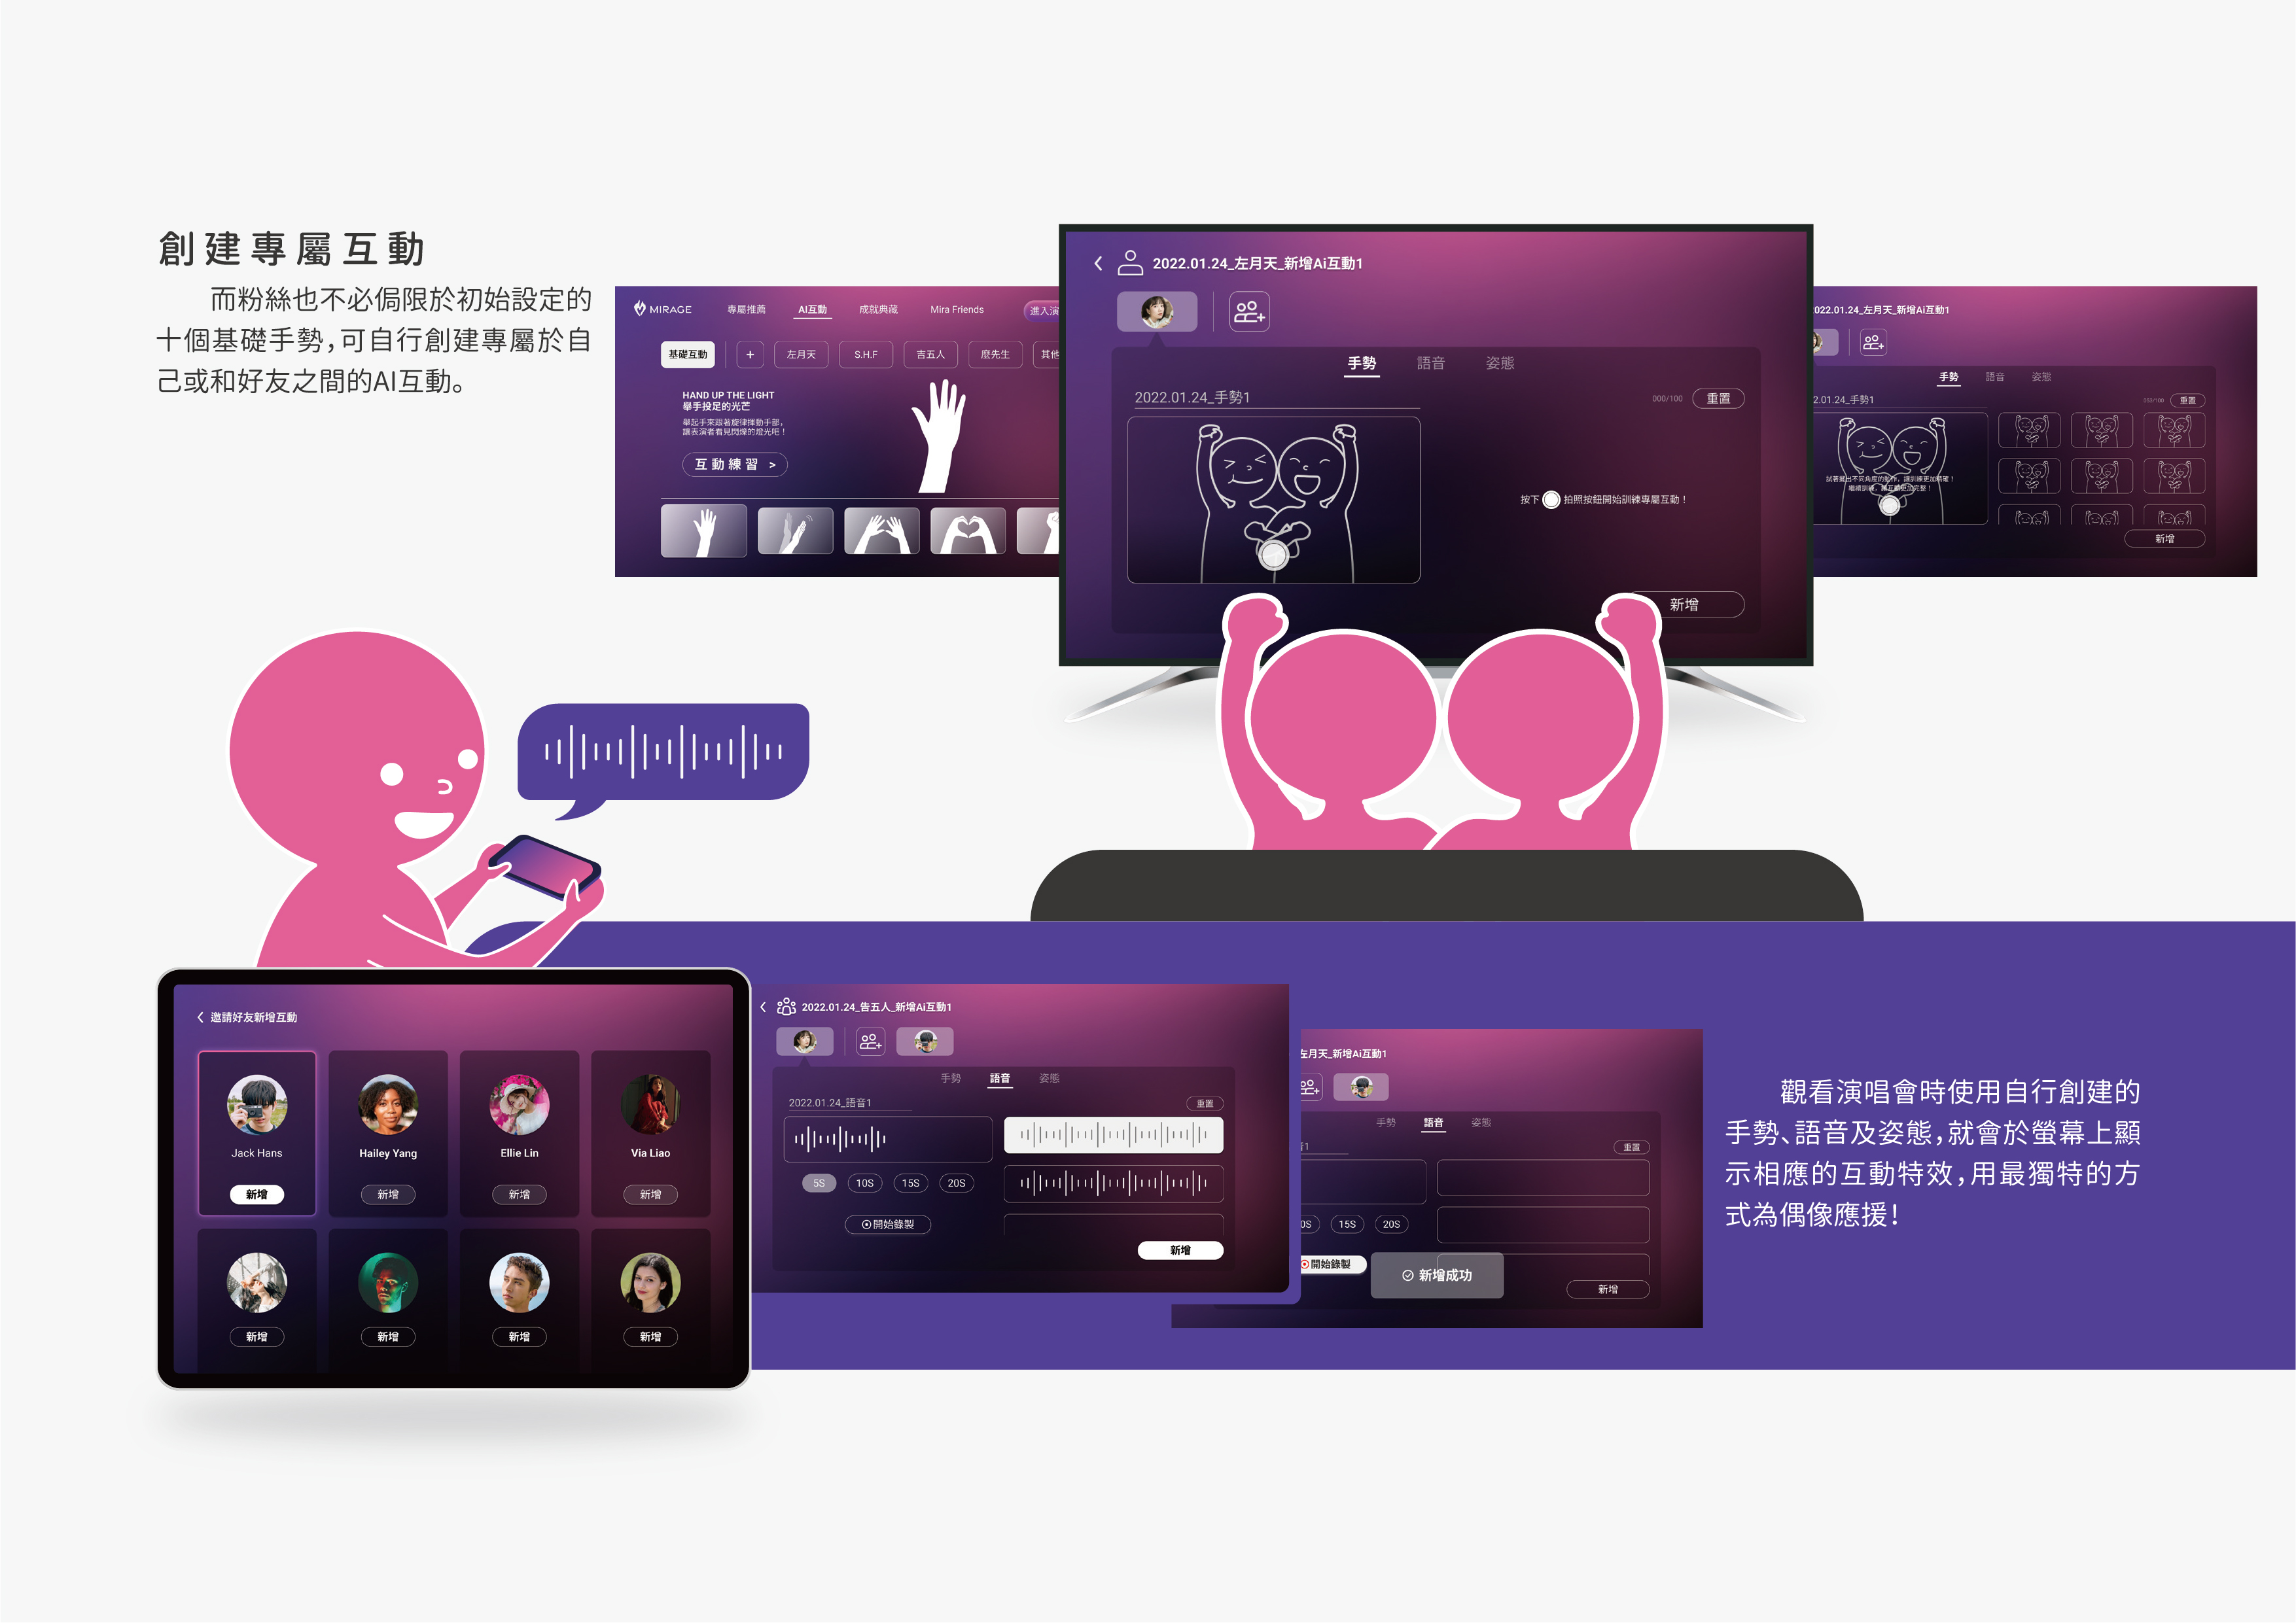 創建專屬互動
而粉絲也不必侷限於初始設定的
十個基礎手勢，可自行創建專屬於自
己或和好友之間的AI互動。
MIRAGE 專屬推薦 AI互動 成就典藏 Mira Friends 進入演
基礎互動 + 左月天 S.H.F 吉五人 麼先生 其他
HAND UP THE LIGHT
舉手投足的光芒
舉起手來跟著旋律揮動手部，
讓表演者看見閃爍的燈光吧！
互動練習 >
2022.01.24_左月天_新增Ai互動1
手勢 語音 姿態
2022.01.24_手勢1
000/100 重置
按下 拍照按鈕開始訓練專屬互動！
新增
022.01.24_左月天_新增Ai互動1
手勢 語音 姿態
2.01.24_手勢1
重置
繼續訓練，讓互動更加完整！
新增
邀請好友新增互動
Jack Hans Hailey Yang Ellie Lin Via Liao
新增 新增 新增 新增
新增 新增 新增 新增
2022.01.24_告五人_新增Ai互動1
手勢 語音 姿態
2022.01.24_語音1
重置
5S 10S 15S 20S
開始錄製
新增
左月天_新增Ai互動1
手勢 語音 姿態
重置
0S 15S 20S
開始錄製
新增成功
新增
觀看演唱會時使用自行創建的
手勢、語音及姿態，就會於螢幕上顯
示相應的互動特效，用最獨特的方
式為偶像應援！